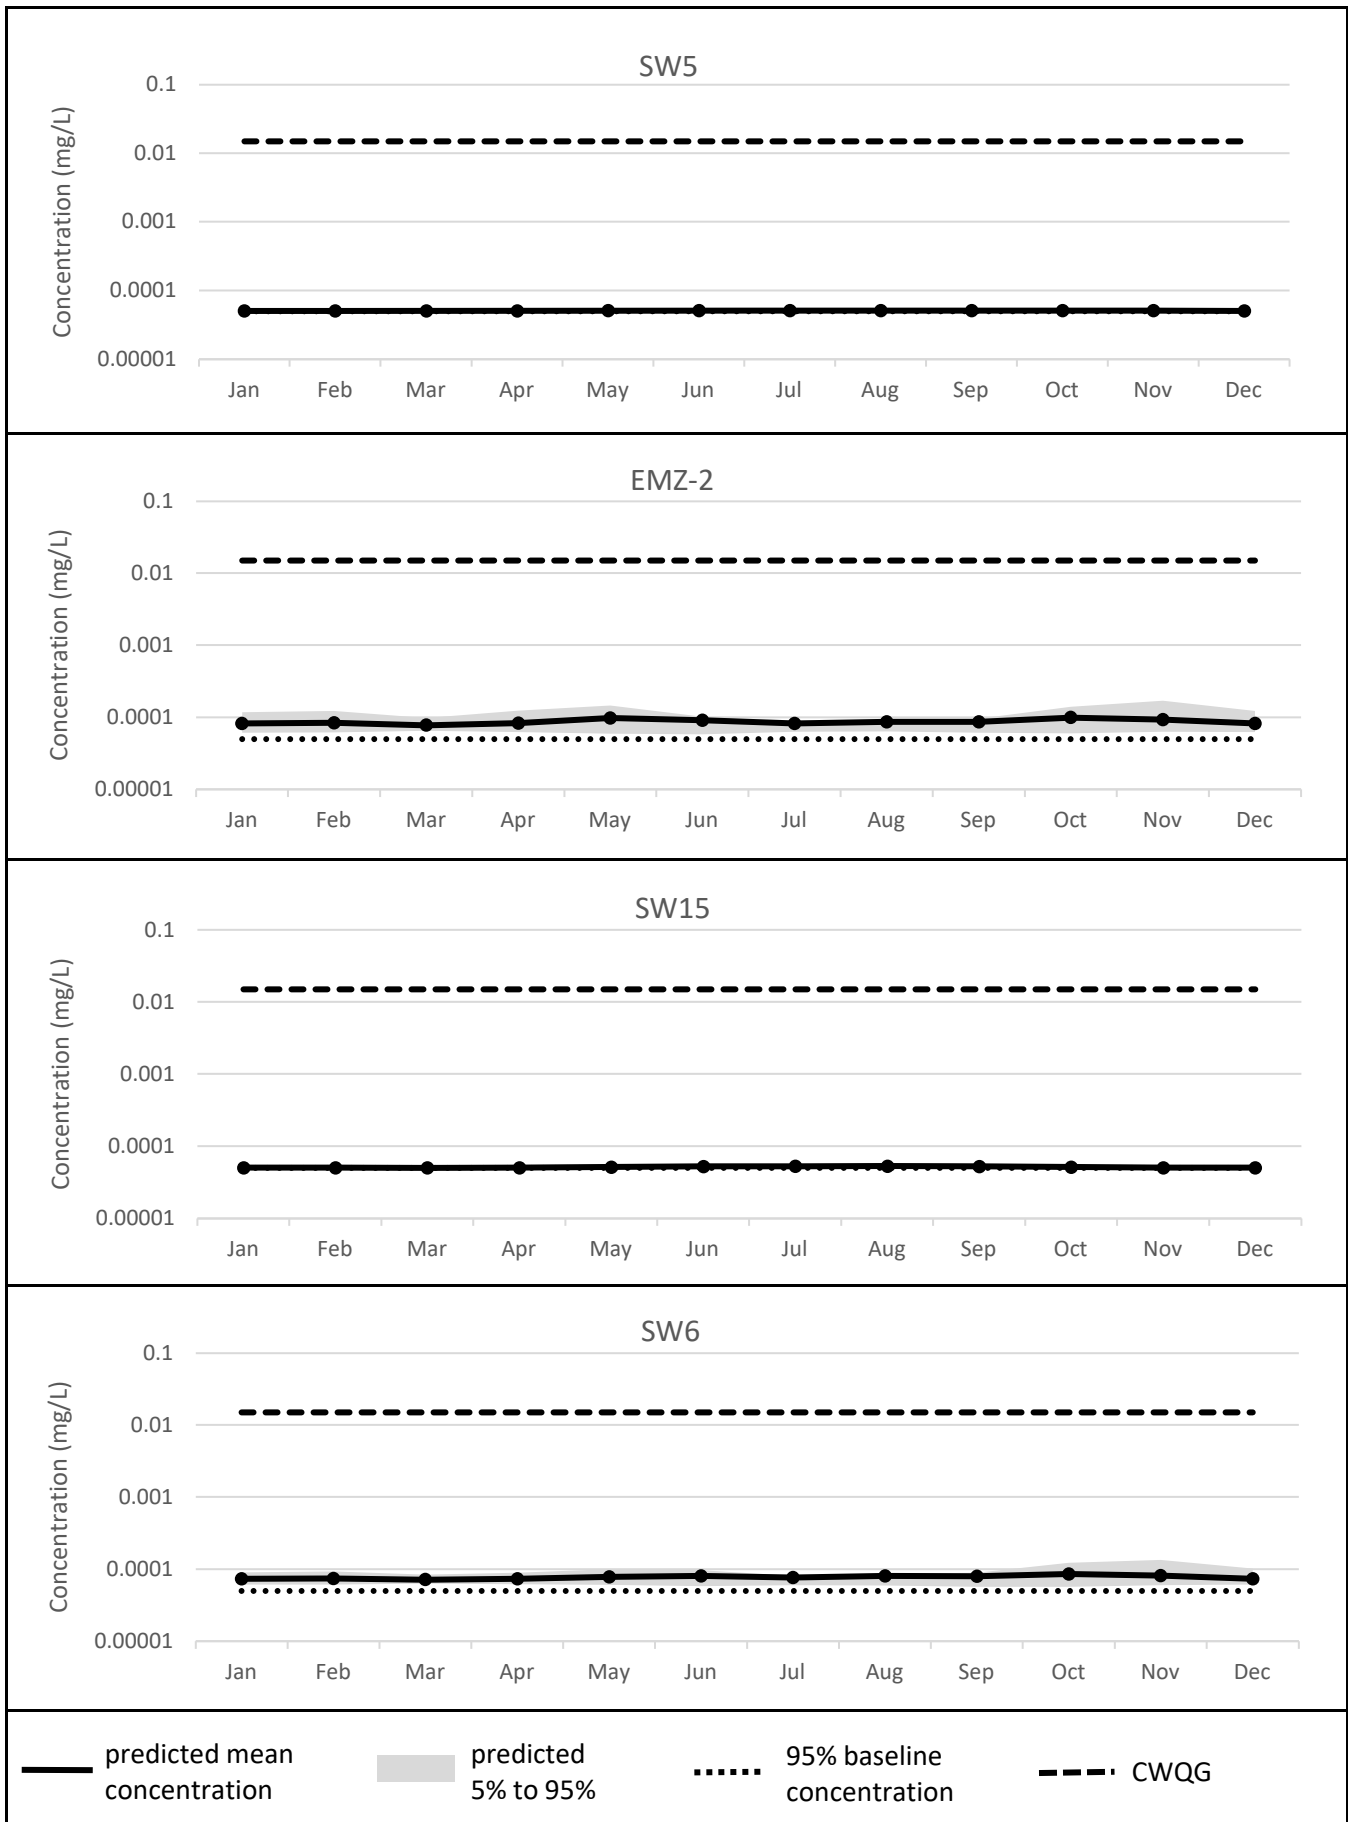 SW5
Concentration (mg/L)
0.1
0.01
0.001
0.0001
0.00001
Jan Feb Mar Apr May Jun Jul Aug Sep Oct Nov Dec
EMZ-2
Concentration (mg/L)
0.1
0.01
0.001
0.0001
0.00001
Jan Feb Mar Apr May Jun Jul Aug Sep Oct Nov Dec
SW15
Concentration (mg/L)
0.1
0.01
0.001
0.0001
0.00001
Jan Feb Mar Apr May Jun Jul Aug Sep Oct Nov Dec
SW6
Concentration (mg/L)
0.1
0.01
0.001
0.0001
0.00001
Jan Feb Mar Apr May Jun Jul Aug Sep Oct Nov Dec
predicted mean
concentration
predicted
5% to 95%
95% baseline
concentration
CWQG